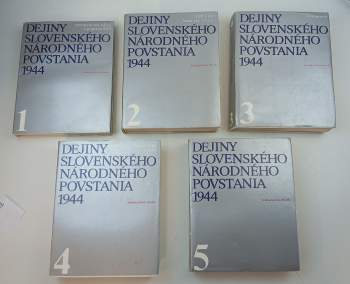 DEJINY
SLOVENSKÉHO
NÁRODNÉHO
POVSTANIA
1944
1
DEJINY
SLOVENSKÉHO
NÁRODNÉHO
POVSTANIA
1944
2
DEJINY
SLOVENSKÉHO
NÁRODNÉHO
POVSTANIA
1944
3
DEJINY
SLOVENSKÉHO
NÁRODNÉHO
POVSTANIA
1944
4
DEJINY
SLOVENSKÉHO
NÁRODNÉHO
POVSTANIA
1944
5